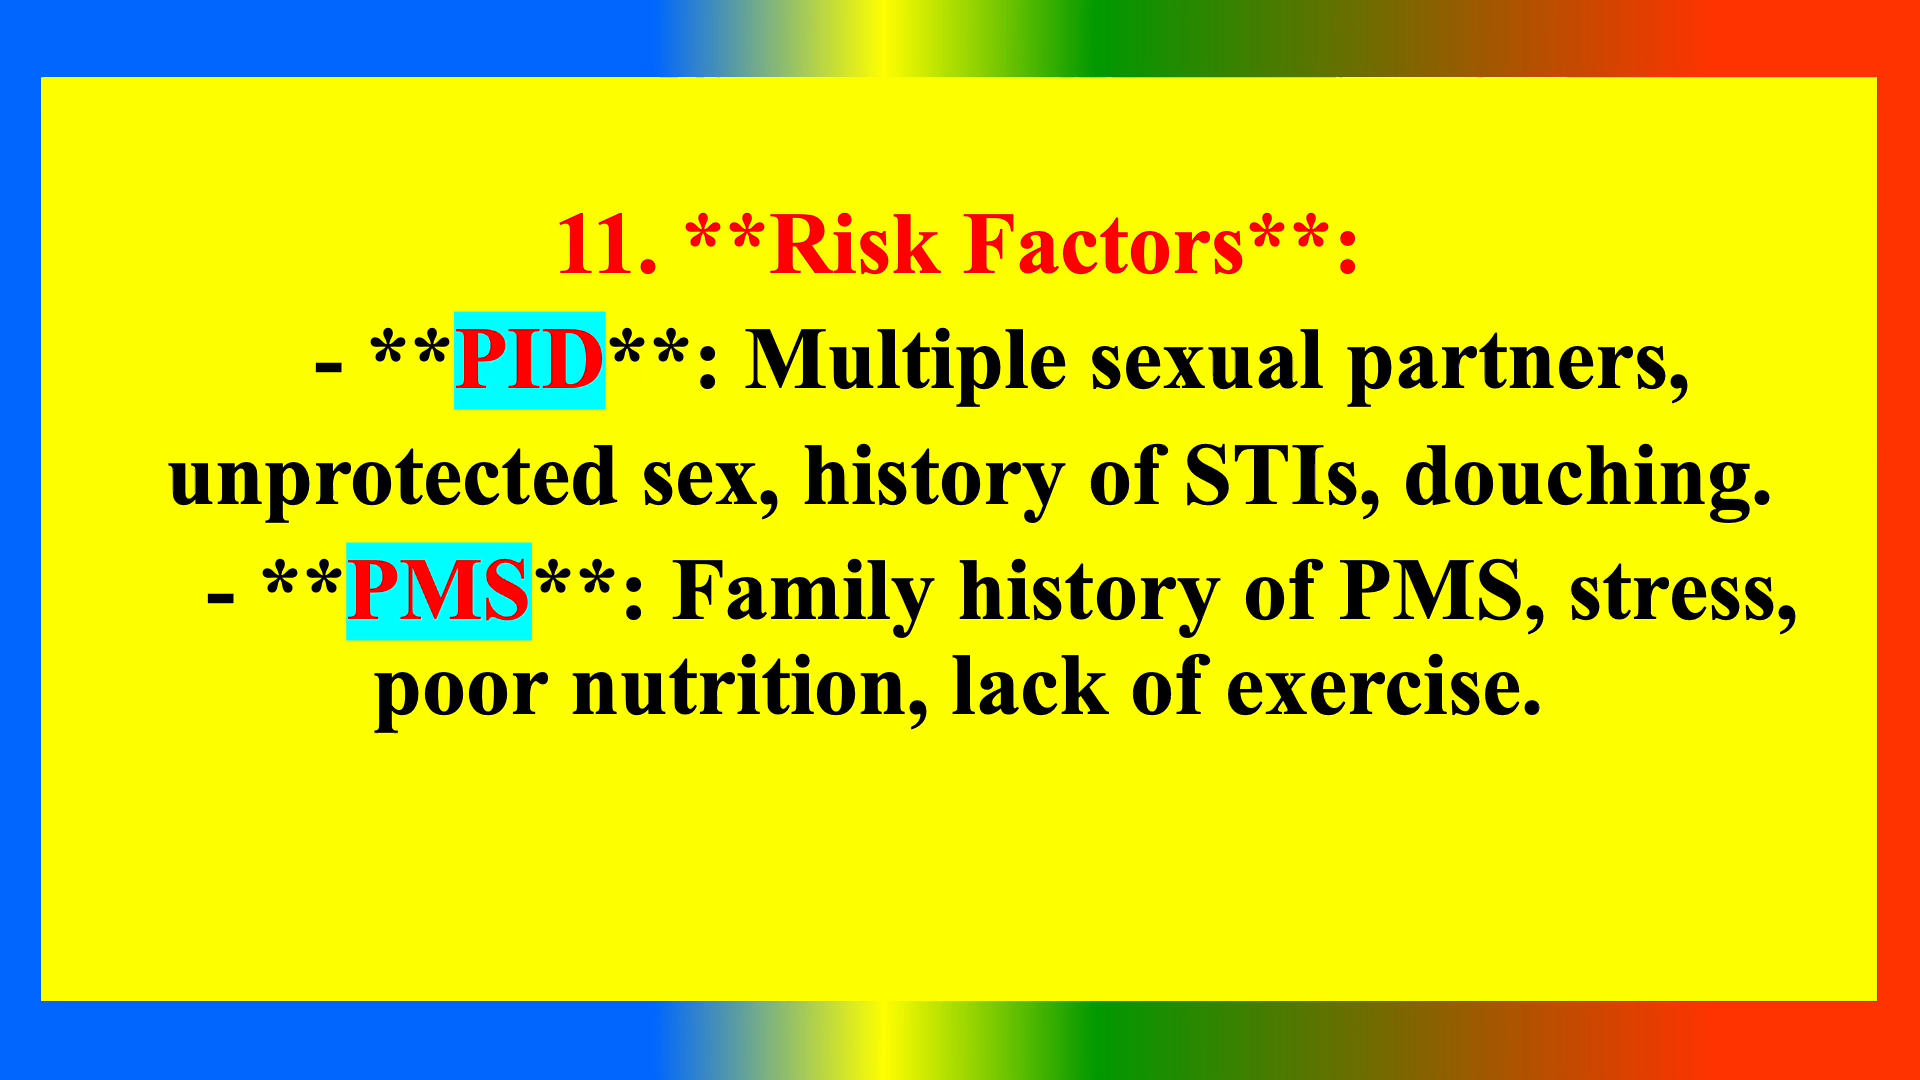 11. **Risk Factors**:
- **PID**: Multiple sexual partners,
unprotected sex, history of STIs, douching.
- **PMS**: Family history of PMS, stress,
poor nutrition, lack of exercise.